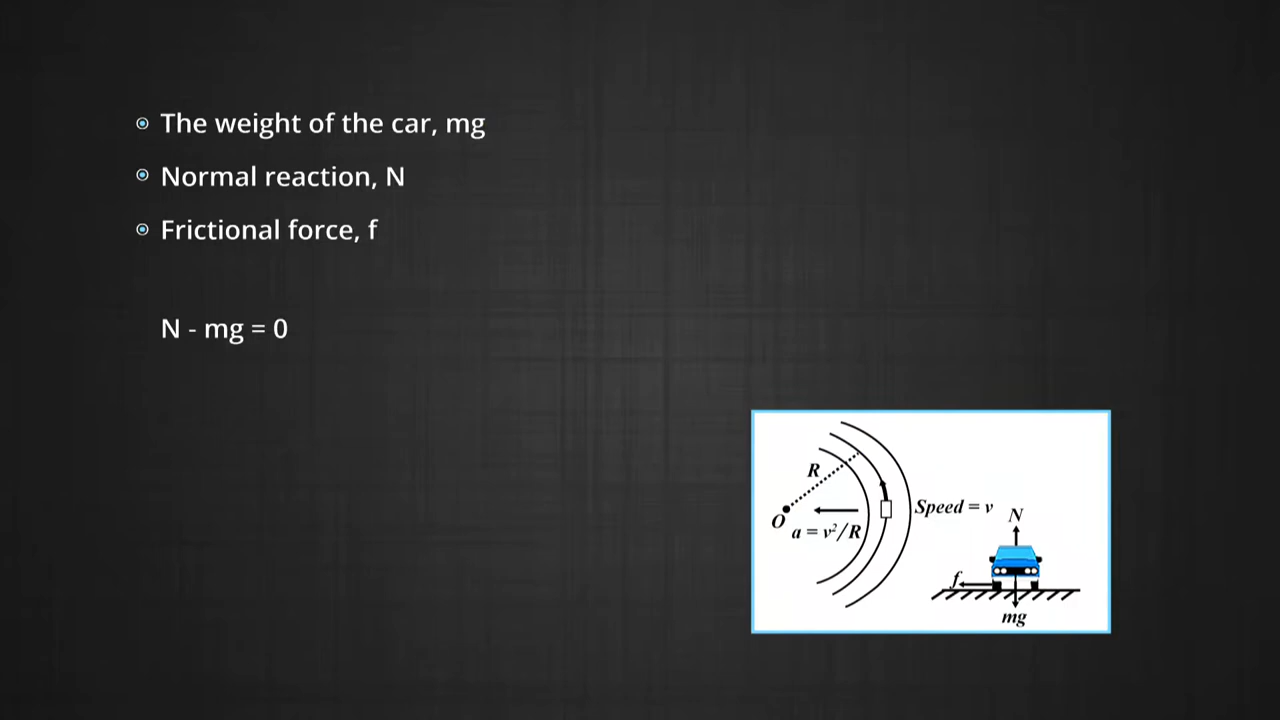 The weight of the car, mg
Normal reaction, N
Frictional force, f
N - mg = 0
R
O
a = v²/R
Speed = v
N
f
mg